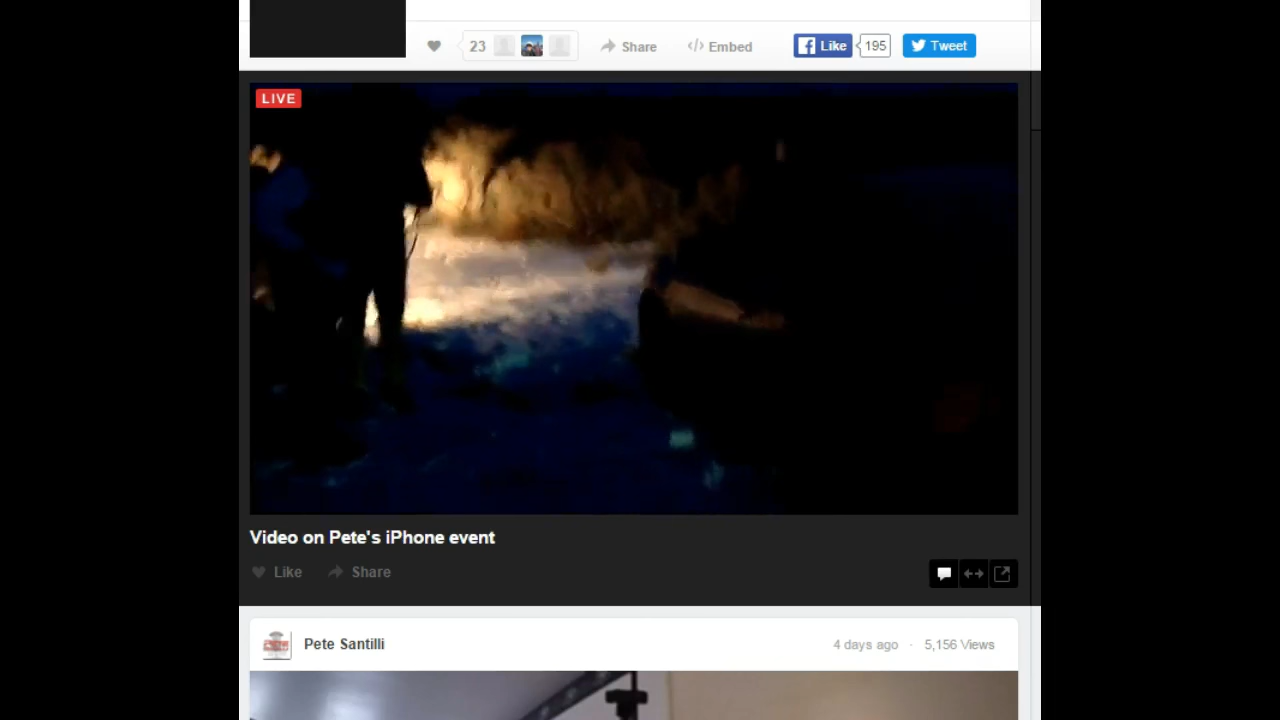 23 Share </> Embed Like 195 Tweet
LIVE
Video on Pete's iPhone event
Like Share
Pete Santilli 4 days ago · 5,156 Views